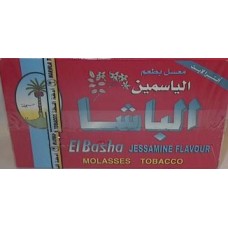 معسل بطعم
الياسمين
الباشا
El Basha JESSAMINE FLAVOUR
MOLASSES TOBACCO